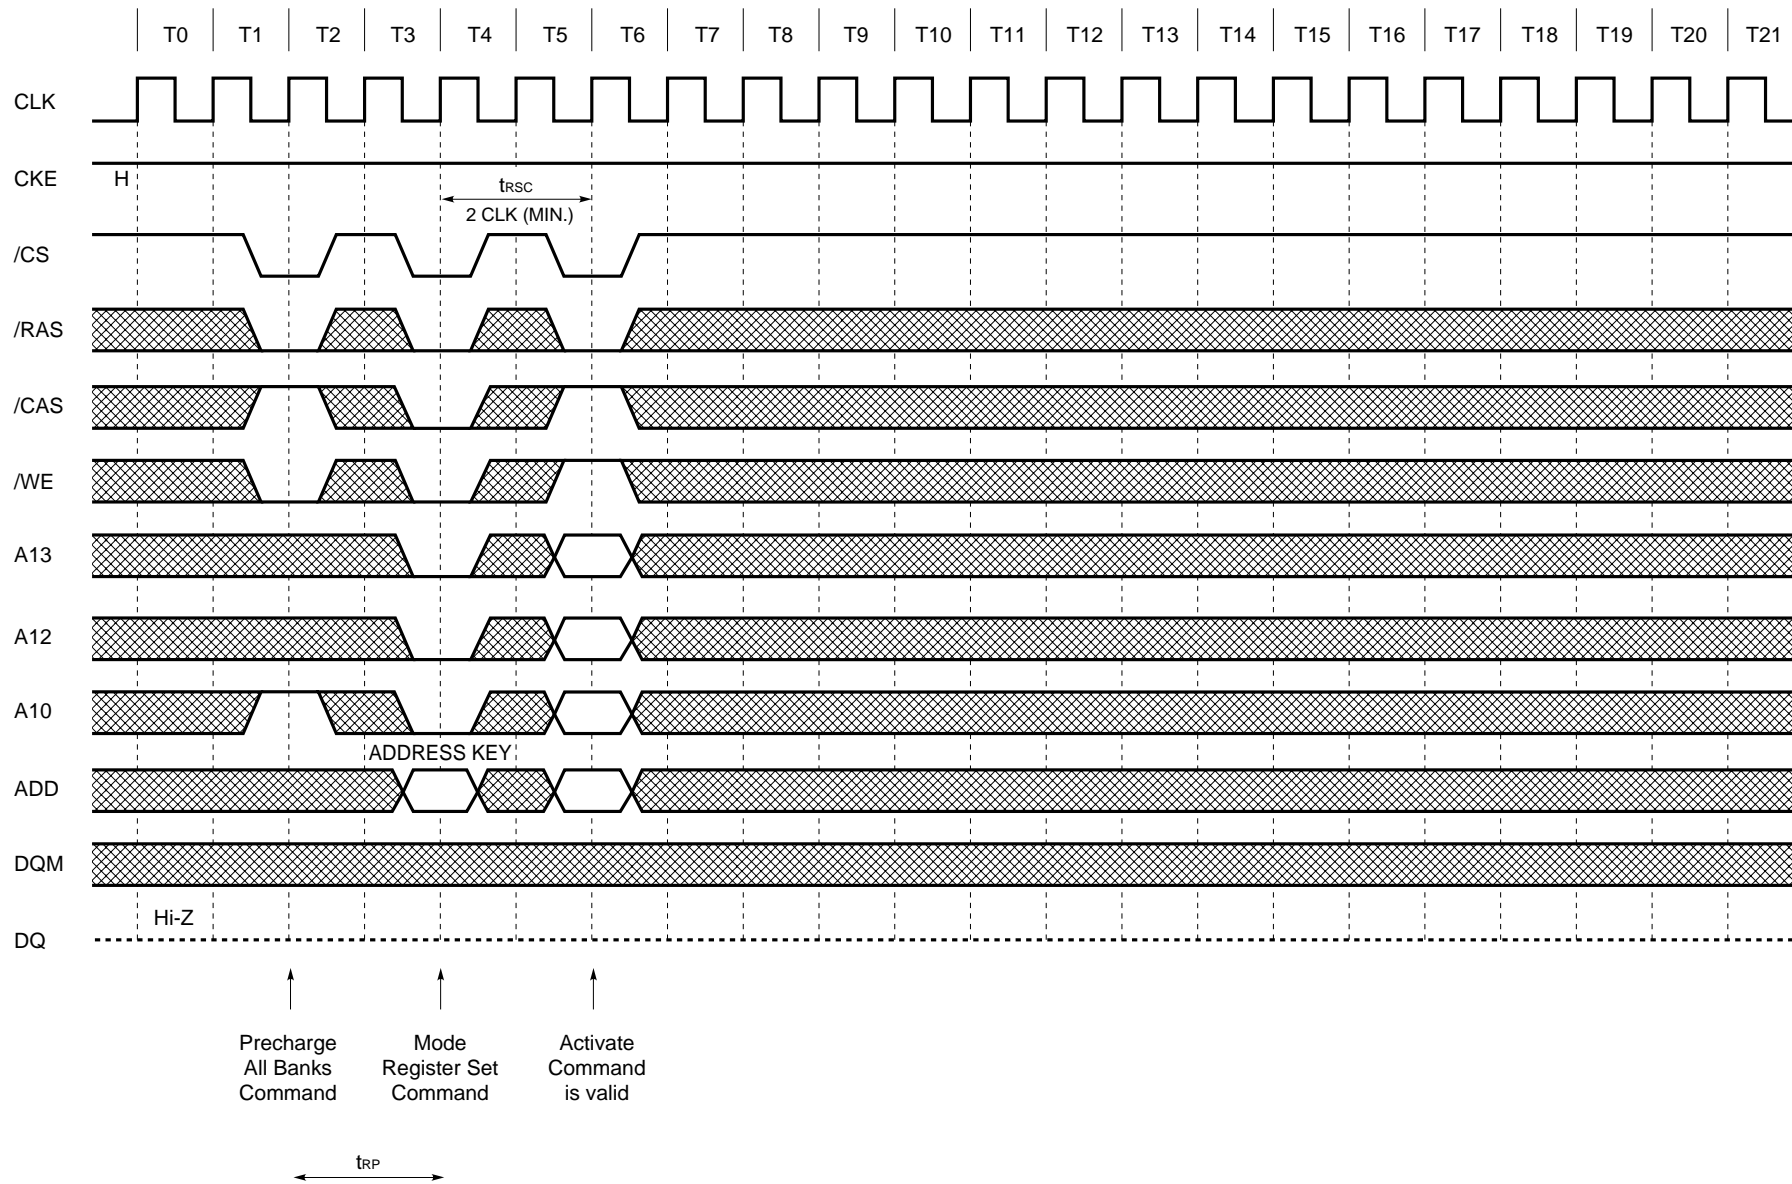 T0 T1 T2 T3 T4 T5 T6 T7 T8 T9 T10 T11 T12 T13 T14 T15 T16 T17 T18 T19 T20 T21
CLK
CKE H
tRSC
2 CLK (MIN.)
/CS
/RAS
/CAS
/WE
A13
A12
A10
ADDRESS KEY
ADD
DQM
Hi-Z
DQ
Precharge
All Banks
Command
Mode
Register Set
Command
Activate
Command
is valid
tRP